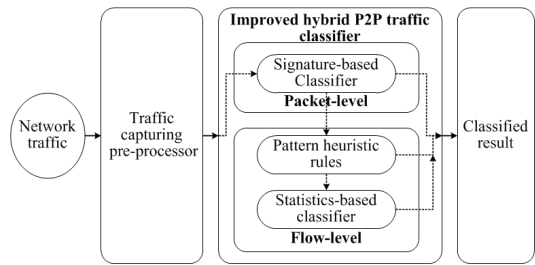 Improved hybrid P2P traffic
classifier
Signature-based
Classifier
Packet-level
Network
traffic
Traffic
capturing
pre-processor
Pattern heuristic
rules
Statistics-based
classifier
Flow-level
Classified
result